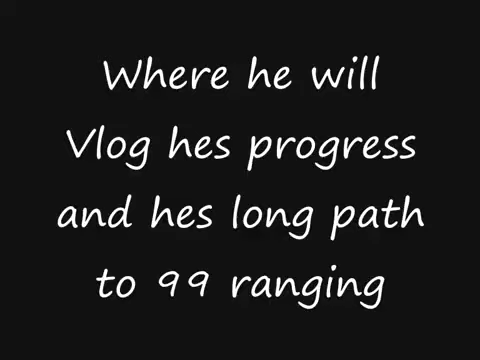 Where he will
Vlog hes progress
and hes long path
to 99 ranging